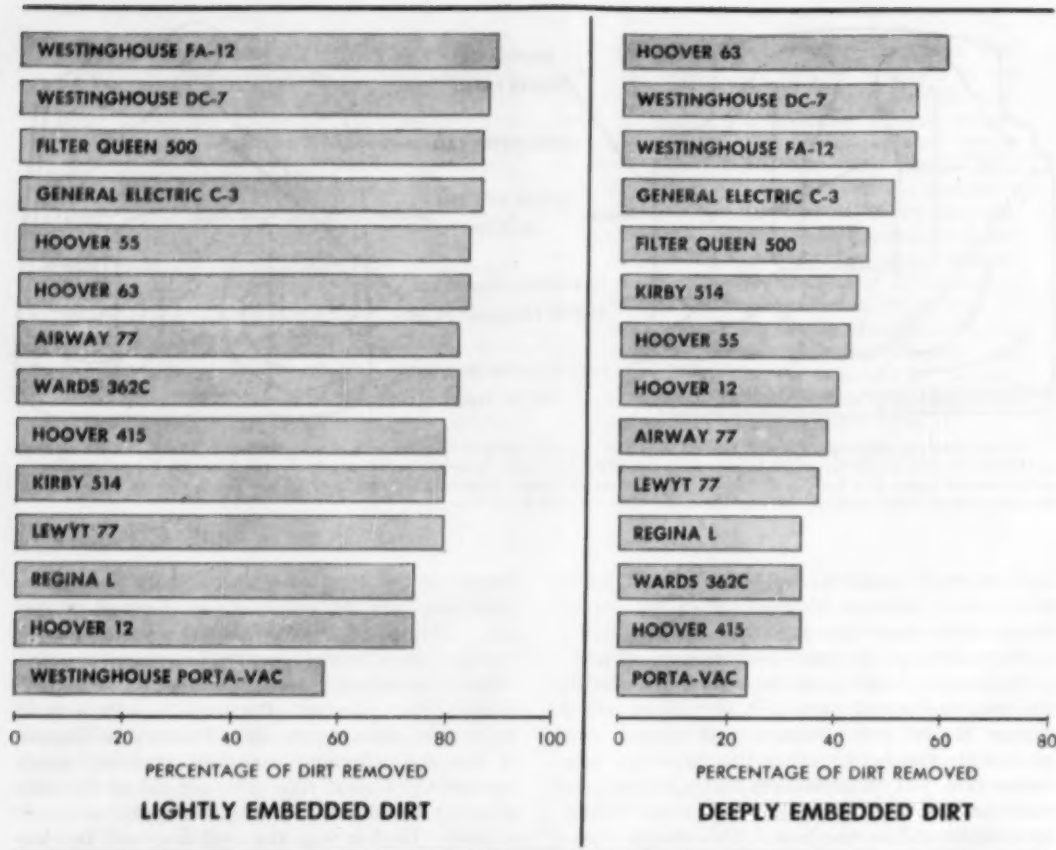 WESTINGHOUSE FA-12
WESTINGHOUSE DC-7
FILTER QUEEN 500
GENERAL ELECTRIC C-3
HOOVER 55
HOOVER 63
AIRWAY 77
WARDS 362C
HOOVER 415
KIRBY 514
LEWYT 77
REGINA L
HOOVER 12
WESTINGHOUSE PORTA-VAC
0 20 40 60 80 100
PERCENTAGE OF DIRT REMOVED
LIGHTLY EMBEDDED DIRT
HOOVER 63
WESTINGHOUSE DC-7
WESTINGHOUSE FA-12
GENERAL ELECTRIC C-3
FILTER QUEEN 500
KIRBY 514
HOOVER 55
HOOVER 12
AIRWAY 77
LEWYT 77
REGINA L
WARDS 362C
HOOVER 415
PORTA-VAC
0 20 40 60 80
PERCENTAGE OF DIRT REMOVED
DEEPLY EMBEDDED DIRT